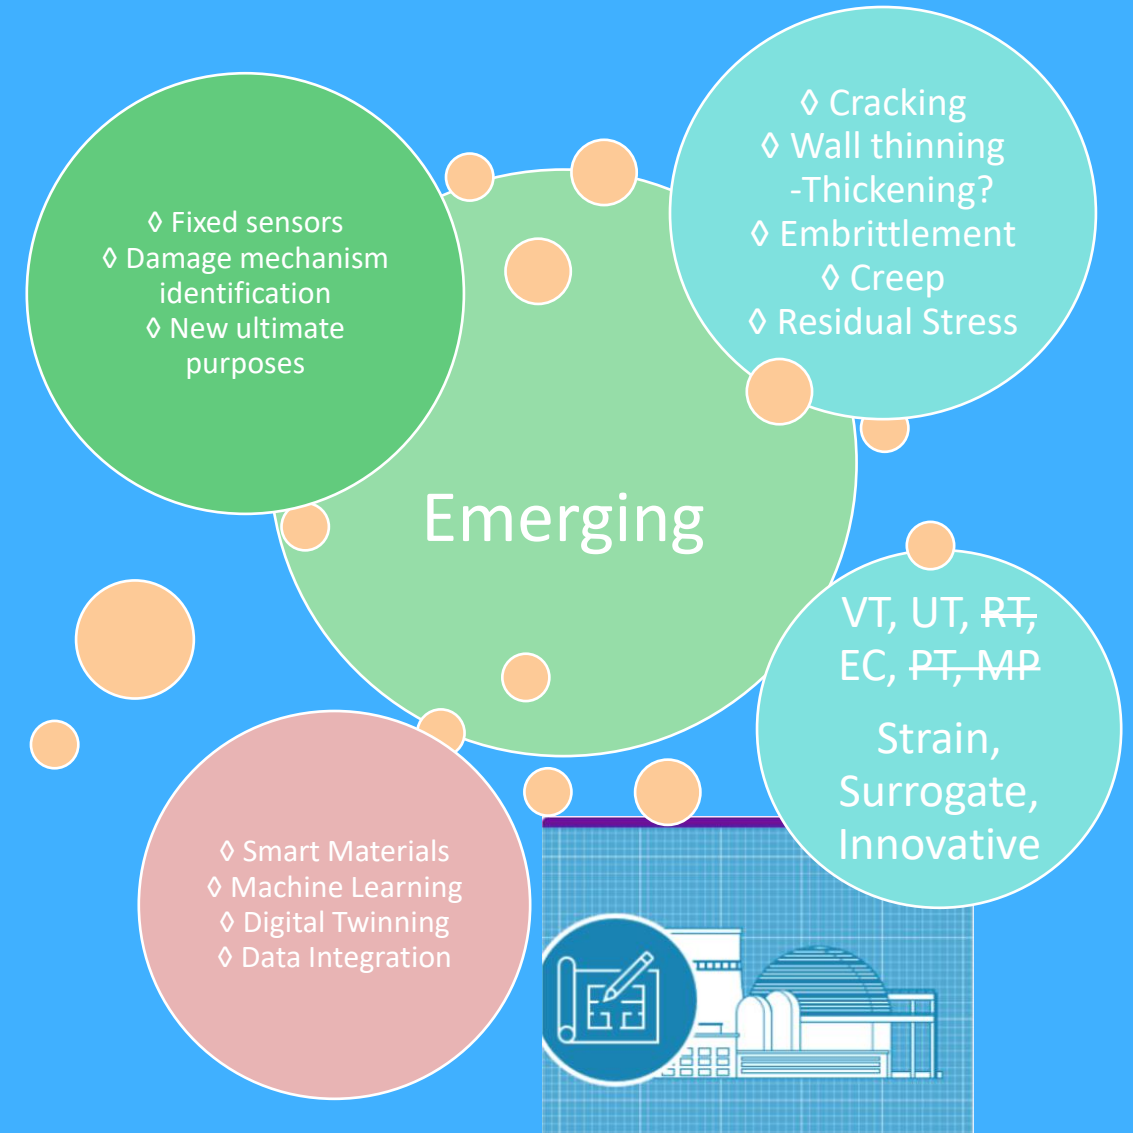 ◊ Fixed sensors
◊ Damage mechanism
identification
◊ New ultimate
purposes
◊ Cracking
◊ Wall thinning
-Thickening?
◊ Embrittlement
◊ Creep
◊ Residual Stress
Emerging
VT, UT, RT,
EC, PT, MP
Strain,
Surrogate,
Innovative
◊ Smart Materials
◊ Machine Learning
◊ Digital Twinning
◊ Data Integration